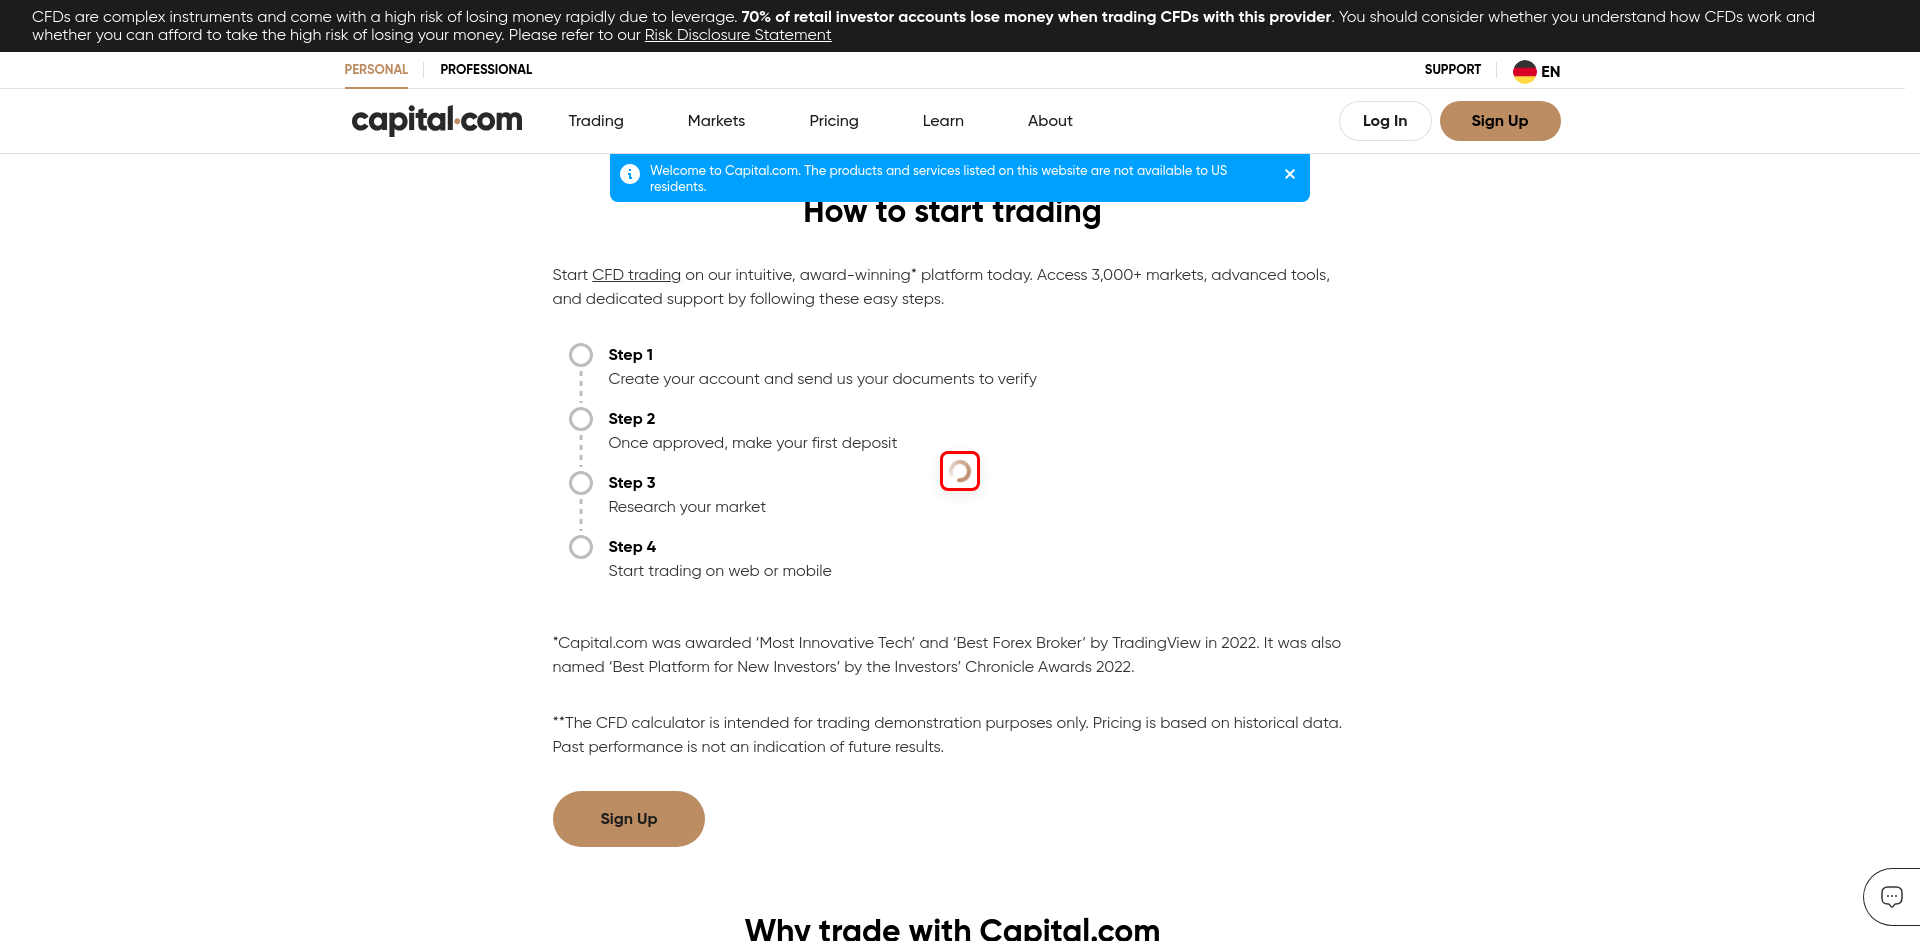 CFDs are complex instruments and come with a high risk of losing money rapidly due to leverage. 70% of retail investor accounts lose money when trading CFDs with this provider. You should consider whether you understand how CFDs work and
whether you can afford to take the high risk of losing your money. Please refer to our Risk Disclosure Statement
PERSONAL PROFESSIONAL SUPPORT EN
capital.com Trading Markets Pricing Learn About Log In Sign Up
Welcome to Capital.com. The products and services listed on this website are not available to US
residents.
How to start trading
Start CFD trading on our intuitive, award-winning* platform today. Access 3,000+ markets, advanced tools,
and dedicated support by following these easy steps.
Step 1
Create your account and send us your documents to verify
Step 2
Once approved, make your first deposit
Step 3
Research your market
Step 4
Start trading on web or mobile
*Capital.com was awarded ‘Most Innovative Tech’ and ‘Best Forex Broker’ by TradingView in 2022. It was also
named ‘Best Platform for New Investors’ by the Investors’ Chronicle Awards 2022.
**The CFD calculator is intended for trading demonstration purposes only. Pricing is based on historical data.
Past performance is not an indication of future results.
Sign Up
Why trade with Capital.com